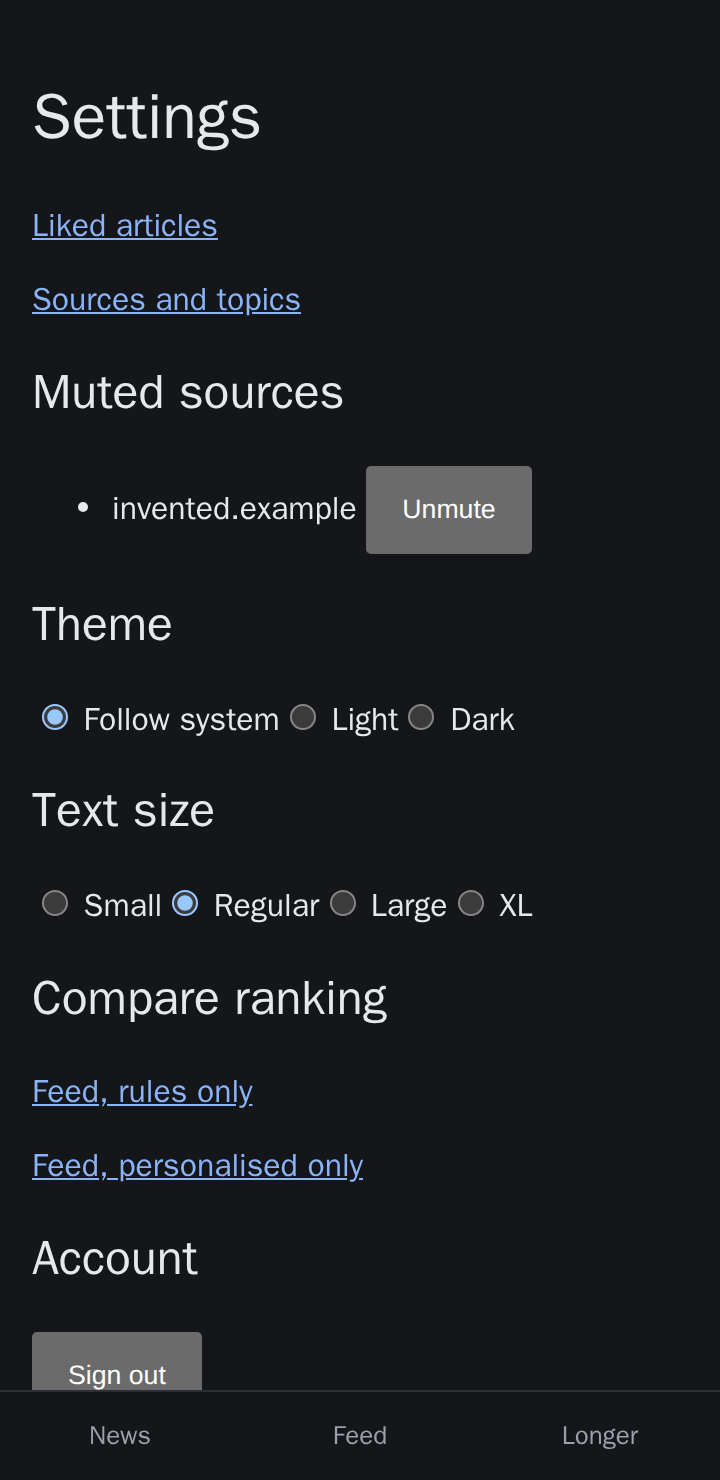 Settings
Liked articles
Sources and topics
Muted sources
invented.example Unmute
Theme
Follow system Light Dark
Text size
Small Regular Large XL
Compare ranking
Feed, rules only
Feed, personalised only
Account
Sign out
News Feed Longer